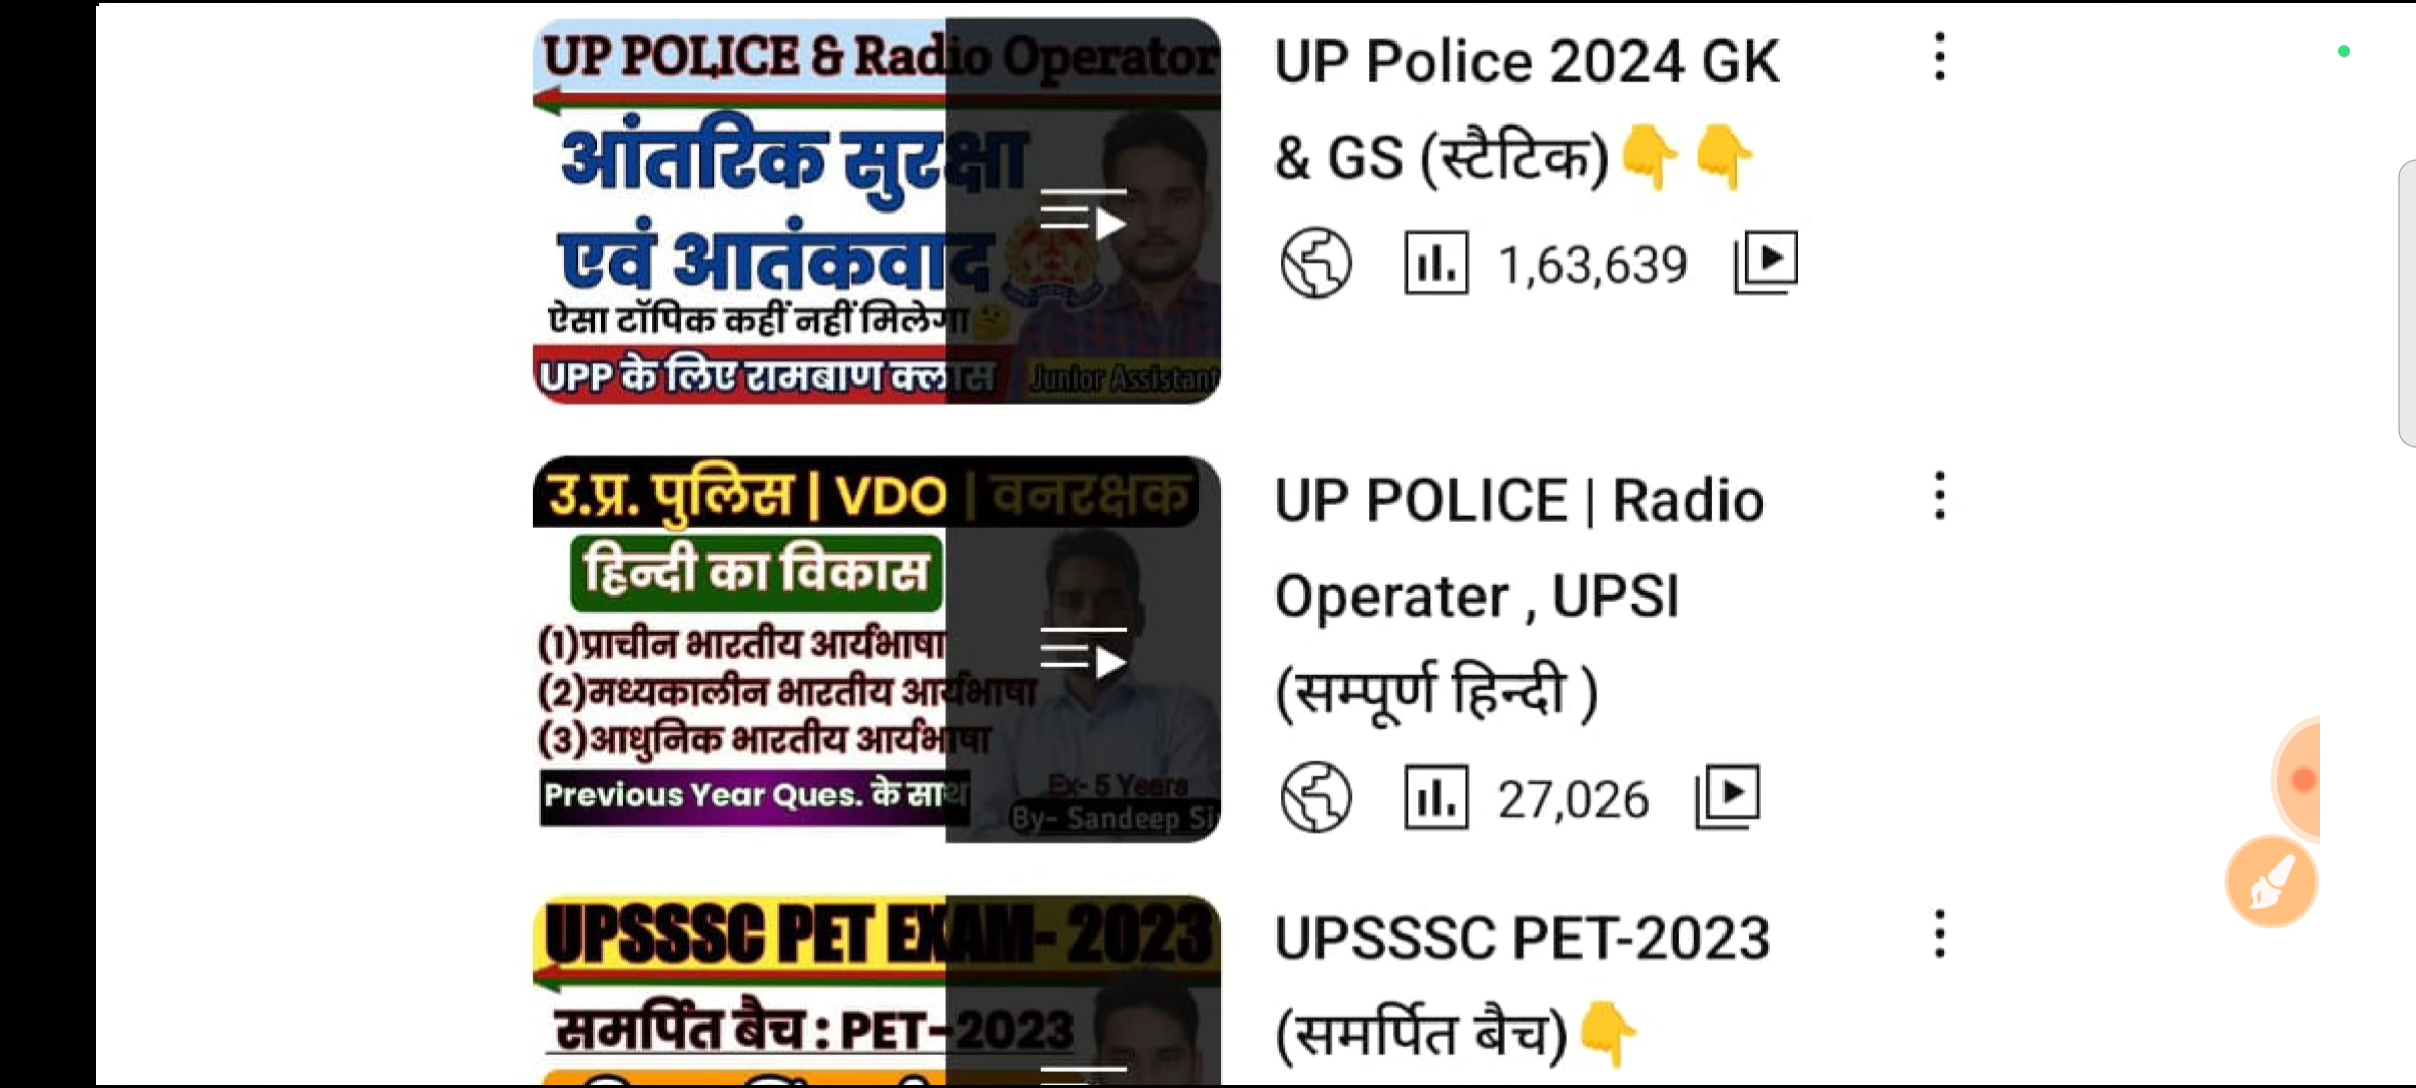 UP POLICE & Radio Operator
आंतरिक सुरक्षा
एवं आतंकवाद
ऐसा टॉपिक कहीं नहीं मिलेगा🤔
UPP के लिए रामबाण क्लास
Junior Assistant
UP Police 2024 GK
& GS (स्टैटिक)👇👇
1,63,639
उ.प्र. पुलिस | VDO | वनरक्षक
हिन्दी का विकास
(1)प्राचीन भारतीय आर्यभाषा
(2)मध्यकालीन भारतीय आर्यभाषा
(3)आधुनिक भारतीय आर्यभाषा
Previous Year Ques. के साथ
Ex- 5 Years
By- Sandeep
UP POLICE | Radio
Operater , UPSI
(सम्पूर्ण हिन्दी )
27,026
UPSSSC PET EXAM- 2023
समर्पित बैच : PET-2023
UPSSSC PET-2023
(समर्पित बैच)👇